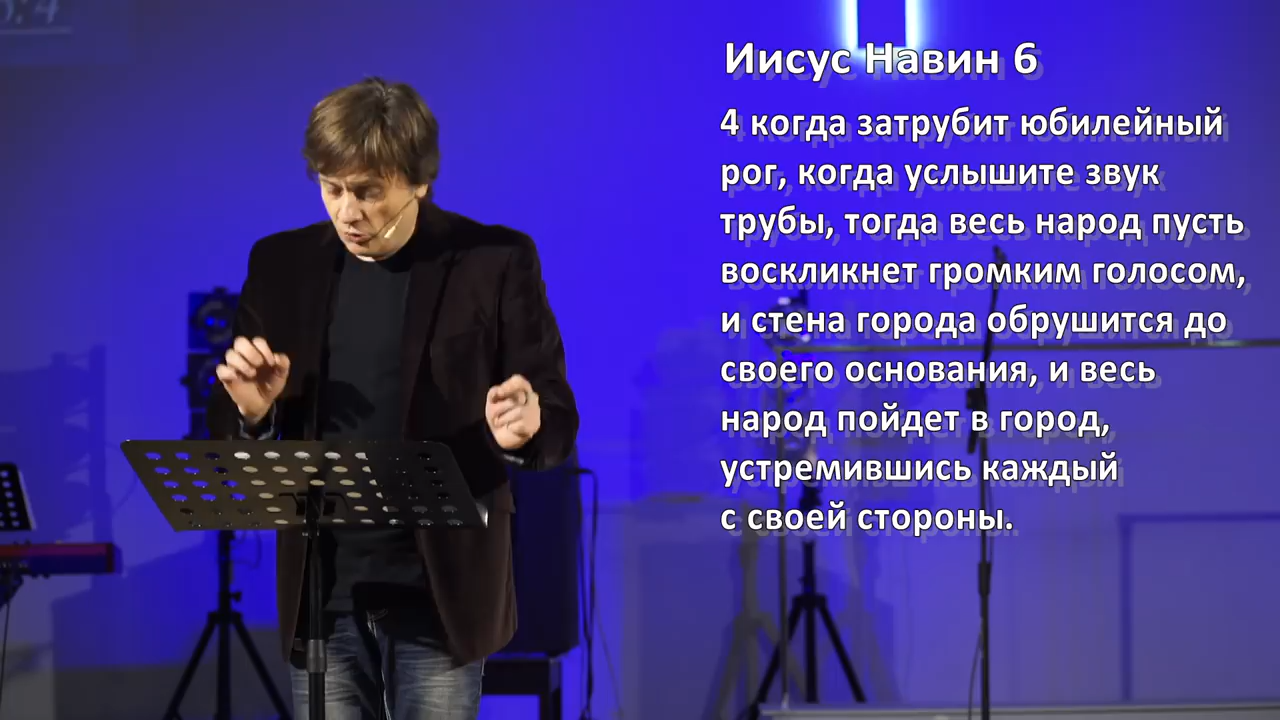 Иисус Навин 6
4 когда затрубит юбилейный
рог, когда услышите звук
трубы, тогда весь народ пусть
воскликнет громким голосом,
и стена города обрушится до
своего основания, и весь
народ пойдет в город,
устремившись каждый
с своей стороны.